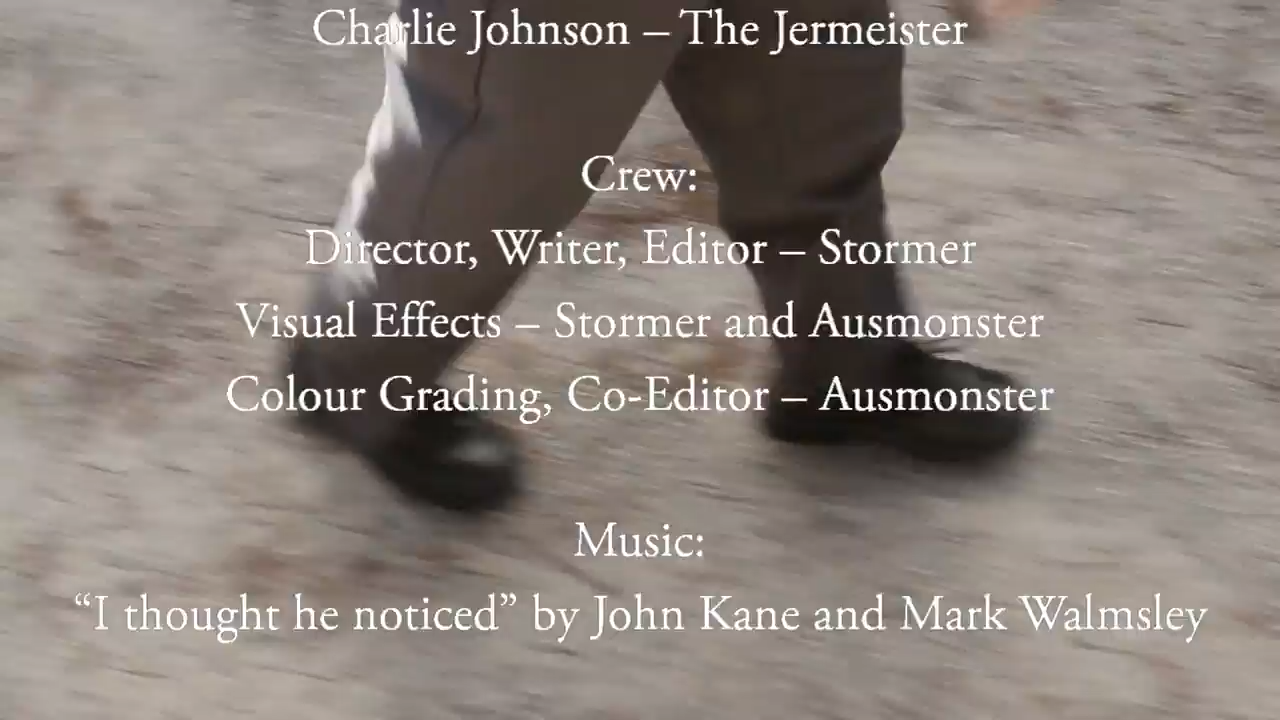 Charlie Johnson – The Jermeister
Crew:
Director, Writer, Editor – Stormer
Visual Effects – Stormer and Ausmonster
Colour Grading, Co-Editor – Ausmonster
Music:
“I thought he noticed” by John Kane and Mark Walmsley